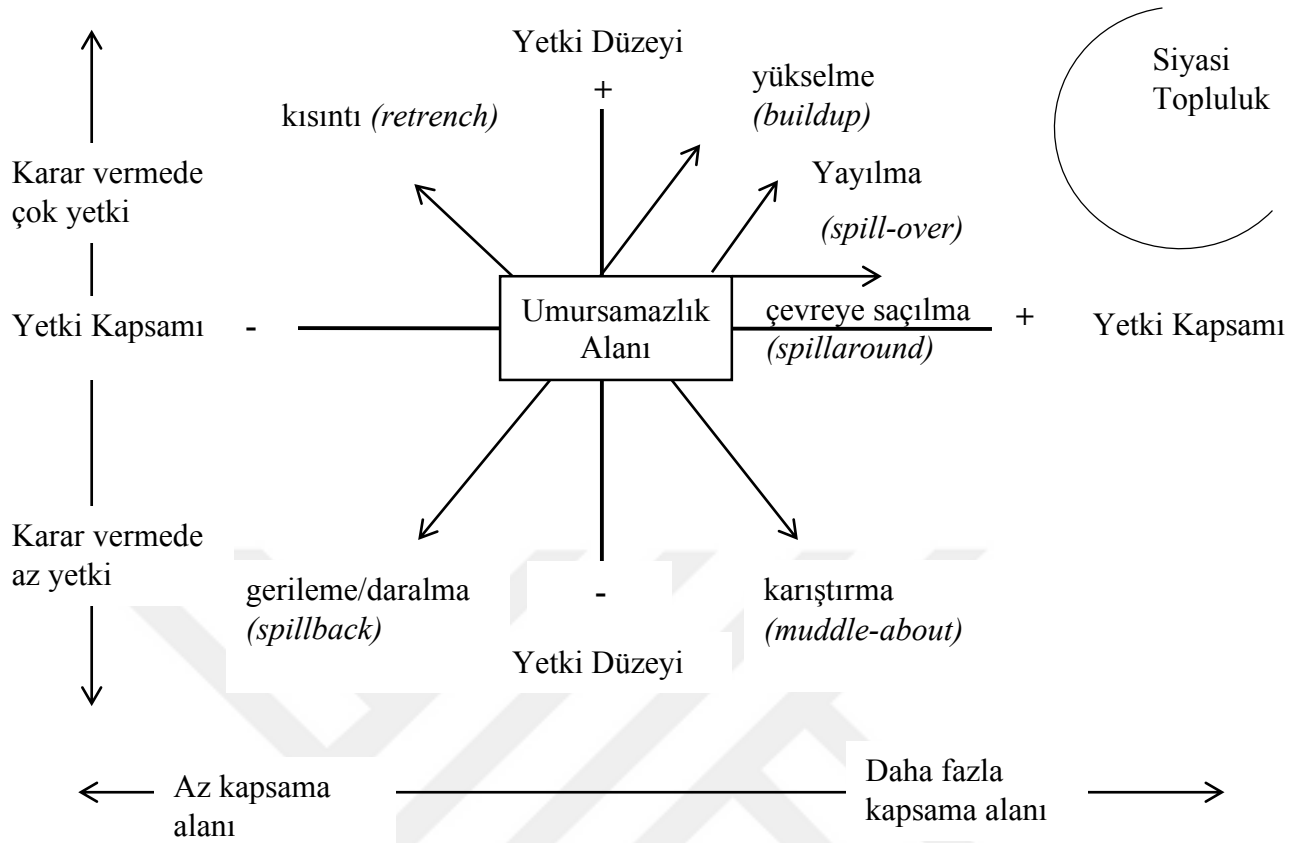 Yetki Düzeyi
+
Siyasi
Topluluk
yükselme
(buildup)
kısıntı (retrench)
Karar vermede
çok yetki
Yayılma
(spill-over)
Yetki Kapsamı
-
Umursamazlık
Alanı
çevreye saçılma
(spillaround)
+
Yetki Kapsamı
Karar vermede
az yetki
gerileme/daralma
(spillback)
-
karıştırma
(muddle-about)
Yetki Düzeyi
Az kapsama
alanı
Daha fazla
kapsama alanı